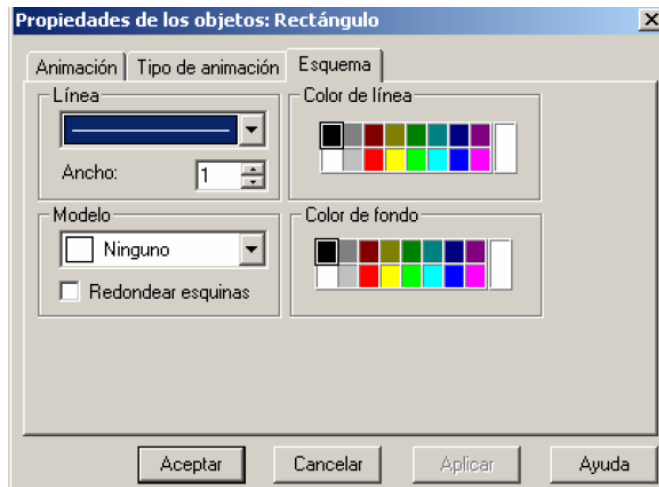 Propiedades de los objetos: Rectángulo
Animación Tipo de animación Esquema
Línea
Color de línea
Ancho: 1
Modelo
Color de fondo
Ninguno
Redondear esquinas
Aceptar Cancelar Aplicar Ayuda